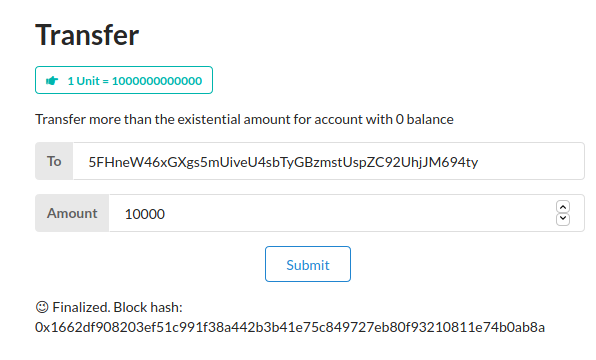 Transfer
1 Unit = 1000000000000
Transfer more than the existential amount for account with 0 balance
To 5FHneW46xGXgs5mUiveU4sbTyGBzmstUspZC92UhjJM694ty
Amount 10000
Submit
😉 Finalized. Block hash:
0x1662df908203ef51c991f38a442b3b41e75c849727eb80f93210811e74b0ab8a